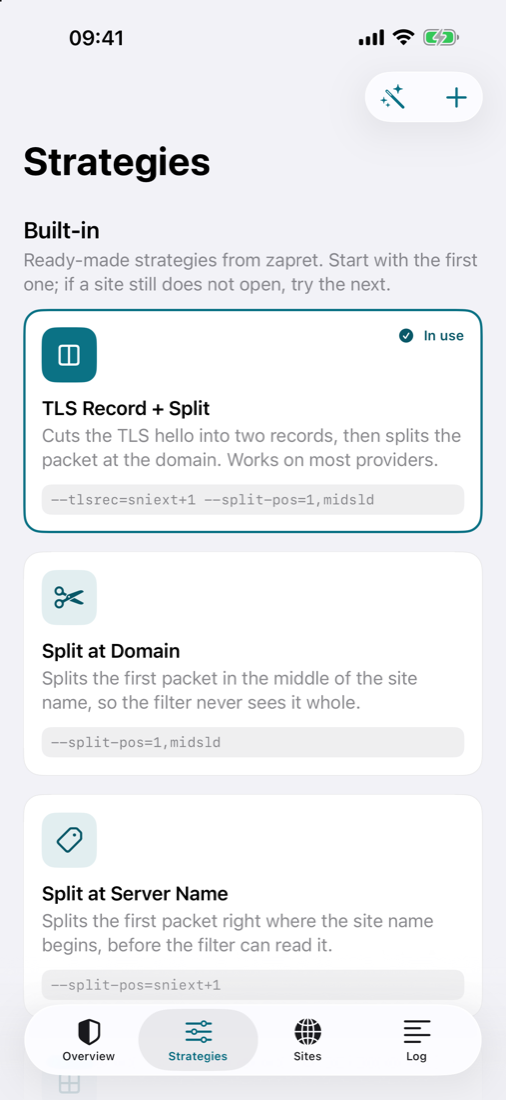 09:41
Strategies
Built-in
Ready-made strategies from zapret. Start with the first
one; if a site still does not open, try the next.
In use
TLS Record + Split
Cuts the TLS hello into two records, then splits the
packet at the domain. Works on most providers.
--tlsrec=sniext+1 --split-pos=1,midsld
Split at Domain
Splits the first packet in the middle of the site
name, so the filter never sees it whole.
--split-pos=1,midsld
Split at Server Name
Splits the first packet right where the site name
begins, before the filter can read it.
--split-pos=sniext+1
Overview
Strategies
Sites
Log